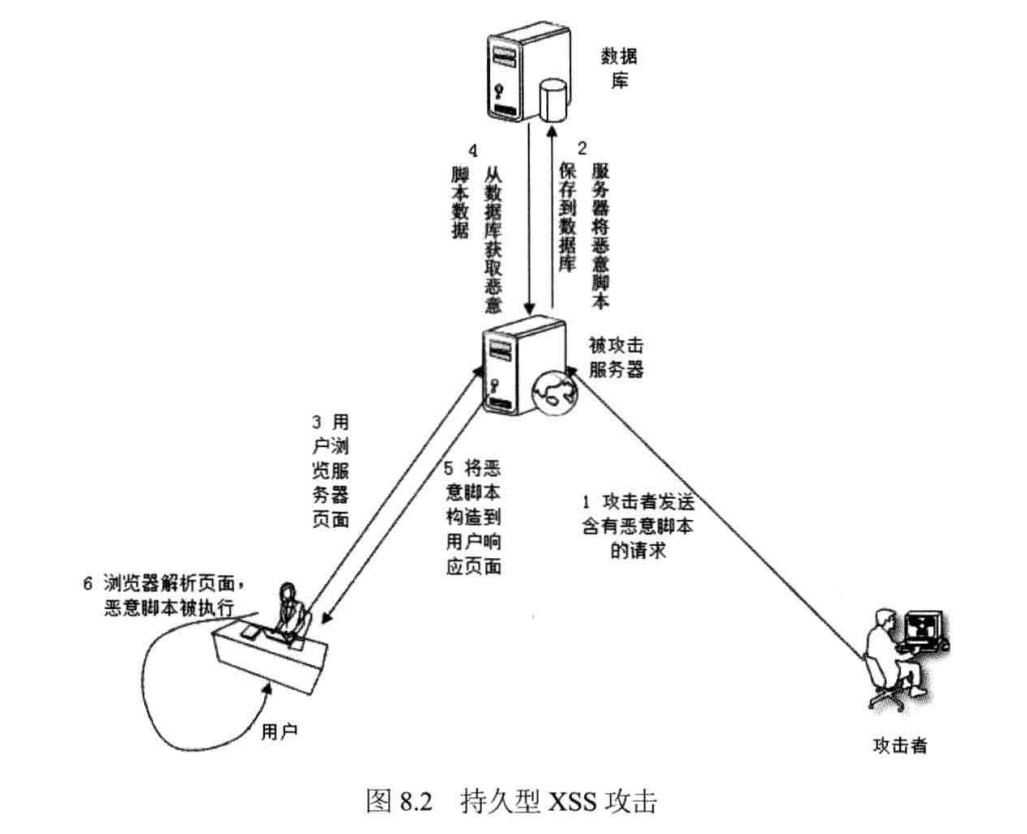 数据
库
4 从数据库获取恶意
脚本数据
2 服务器将恶意脚本
保存到数据库
被攻击
服务器
3 用
户浏
览服
务器
页面
5 将恶
意脚本
构造到
用户响
应页面
1 攻击者发送
含有恶意脚本
的请求
6 浏览器解析页面，
恶意脚本被执行
用户
攻击者
图 8.2 持久型 XSS 攻击